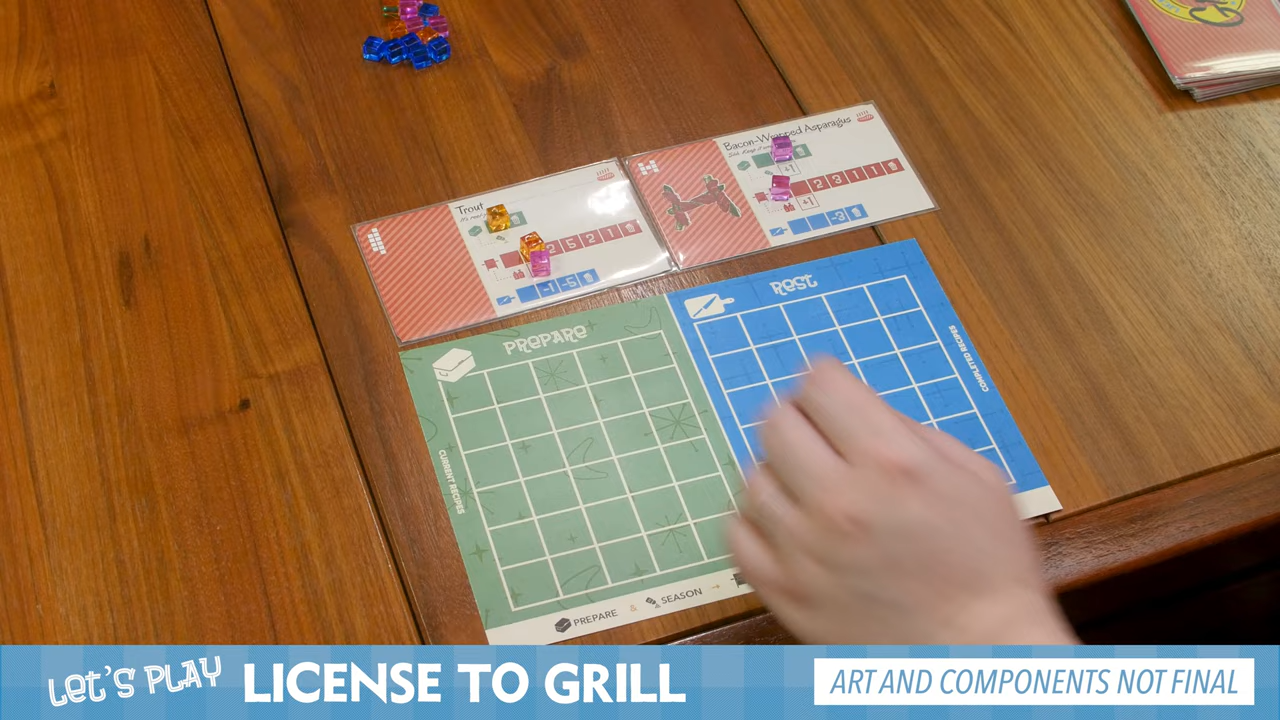 Bacon-Wrapped Asparagus
+1
2 3 1 1
+1
-3
Trout
2 5 2 1
-1 -5
REST
PREPARE
COMPLETED RECIPES
CURRENT RECIPES
PREPARE & SEASON →
LET'S PLAY LICENSE TO GRILL
ART AND COMPONENTS NOT FINAL